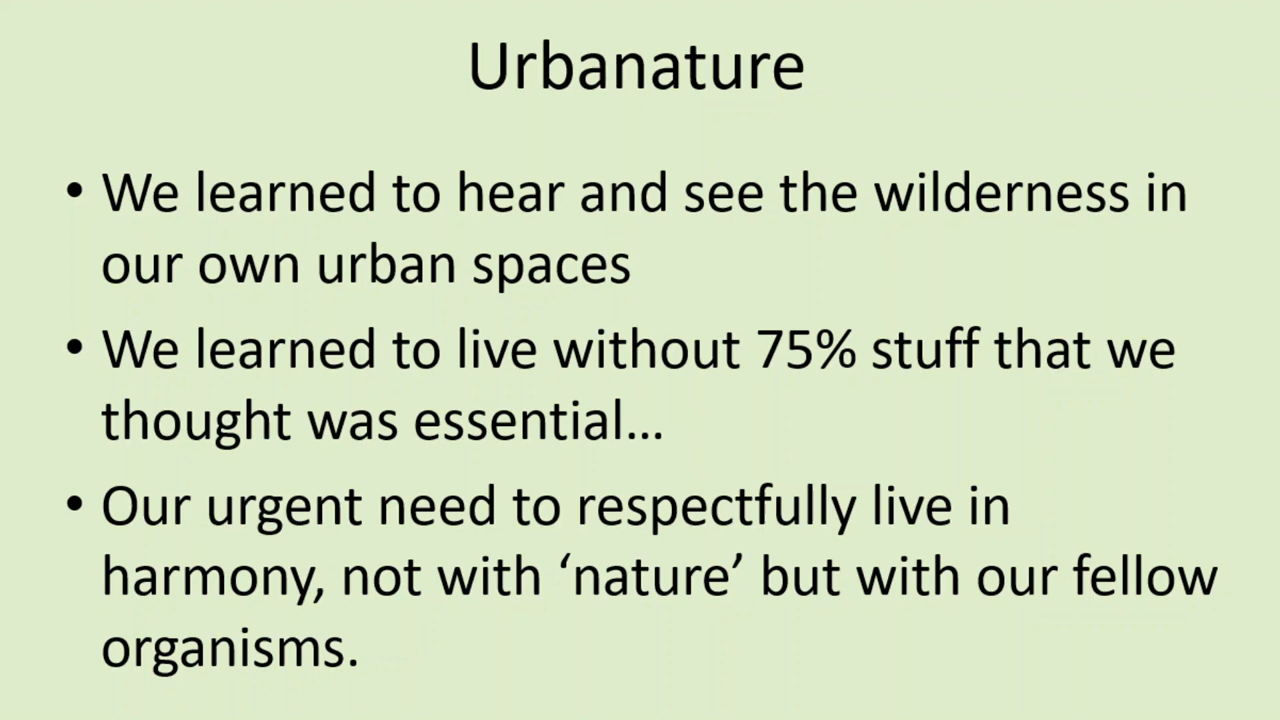 Urbanature
• We learned to hear and see the wilderness in
our own urban spaces
• We learned to live without 75% stuff that we
thought was essential…
• Our urgent need to respectfully live in
harmony, not with ‘nature’ but with our fellow
organisms.